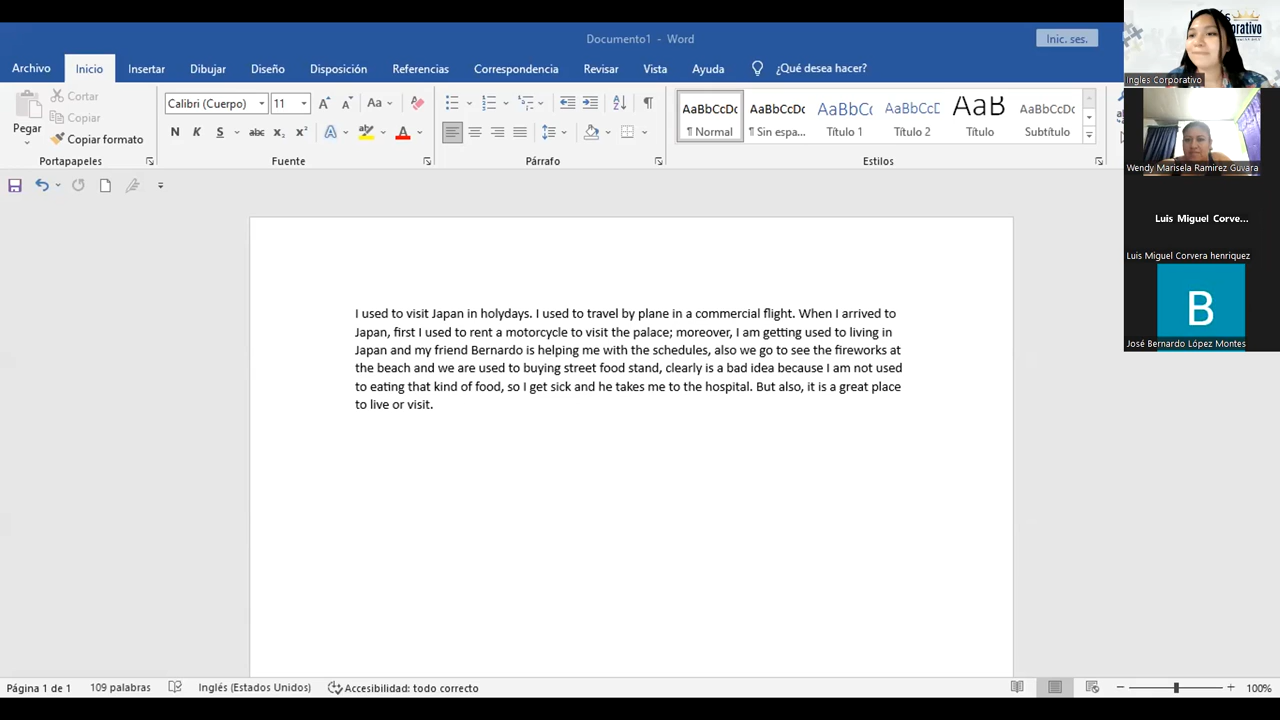 Documento1 - Word
Inic. ses.
Archivo Inicio Insertar Dibujar Diseño Disposición Referencias Correspondencia Revisar Vista Ayuda ¿Qué desea hacer?
Pegar
Cortar
Copiar
Copiar formato
Portapapeles
Calibri (Cuerpo) 11
Fuente
Párrafo
AaBbCcDc AaBbCcDc AaBbCc AaBbCcE AaB AaBbCcD
¶ Normal ¶ Sin espa... Título 1 Título 2 Título Subtítulo
Estilos
Ingles Corporativo
Wendy Marisela Ramirez Guvara
Luis Miguel Corve...
Luis Miguel Corvera henriquez
B
José Bernardo López Montes
I used to visit Japan in holydays. I used to travel by plane in a commercial flight. When I arrived to
Japan, first I used to rent a motorcycle to visit the palace; moreover, I am getting used to living in
Japan and my friend Bernardo is helping me with the schedules, also we go to see the fireworks at
the beach and we are used to buying street food stand, clearly is a bad idea because I am not used
to eating that kind of food, so I get sick and he takes me to the hospital. But also, it is a great place
to live or visit.
Página 1 de 1 109 palabras Inglés (Estados Unidos) Accesibilidad: todo correcto 100%